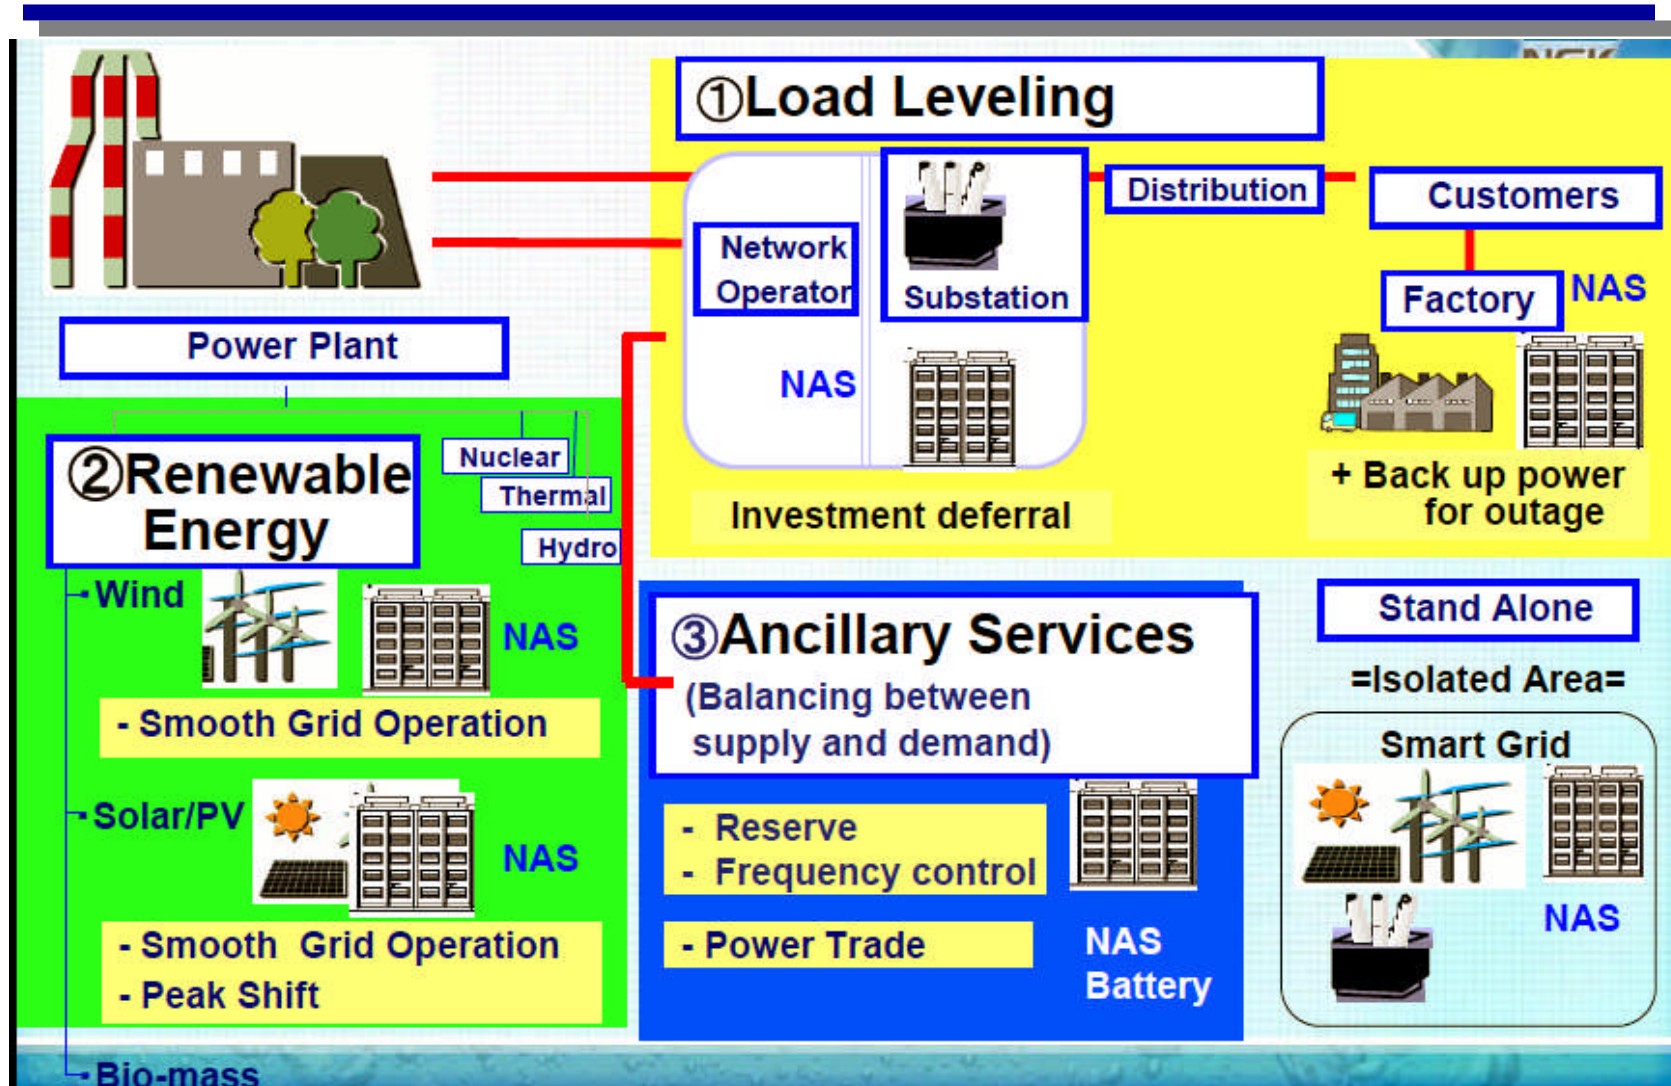 NGK
①Load Leveling
Distribution
Customers
Network
Operator
Substation
Factory
NAS
Power Plant
NAS
Nuclear
Thermal
Hydro
Investment deferral
+ Back up power
for outage
②Renewable
Energy
Wind
NAS
- Smooth Grid Operation
Solar/PV
NAS
- Smooth Grid Operation
- Peak Shift
Bio-mass
③Ancillary Services
(Balancing between
supply and demand)
- Reserve
- Frequency control
- Power Trade
NAS
Battery
Stand Alone
=Isolated Area=
Smart Grid
NAS